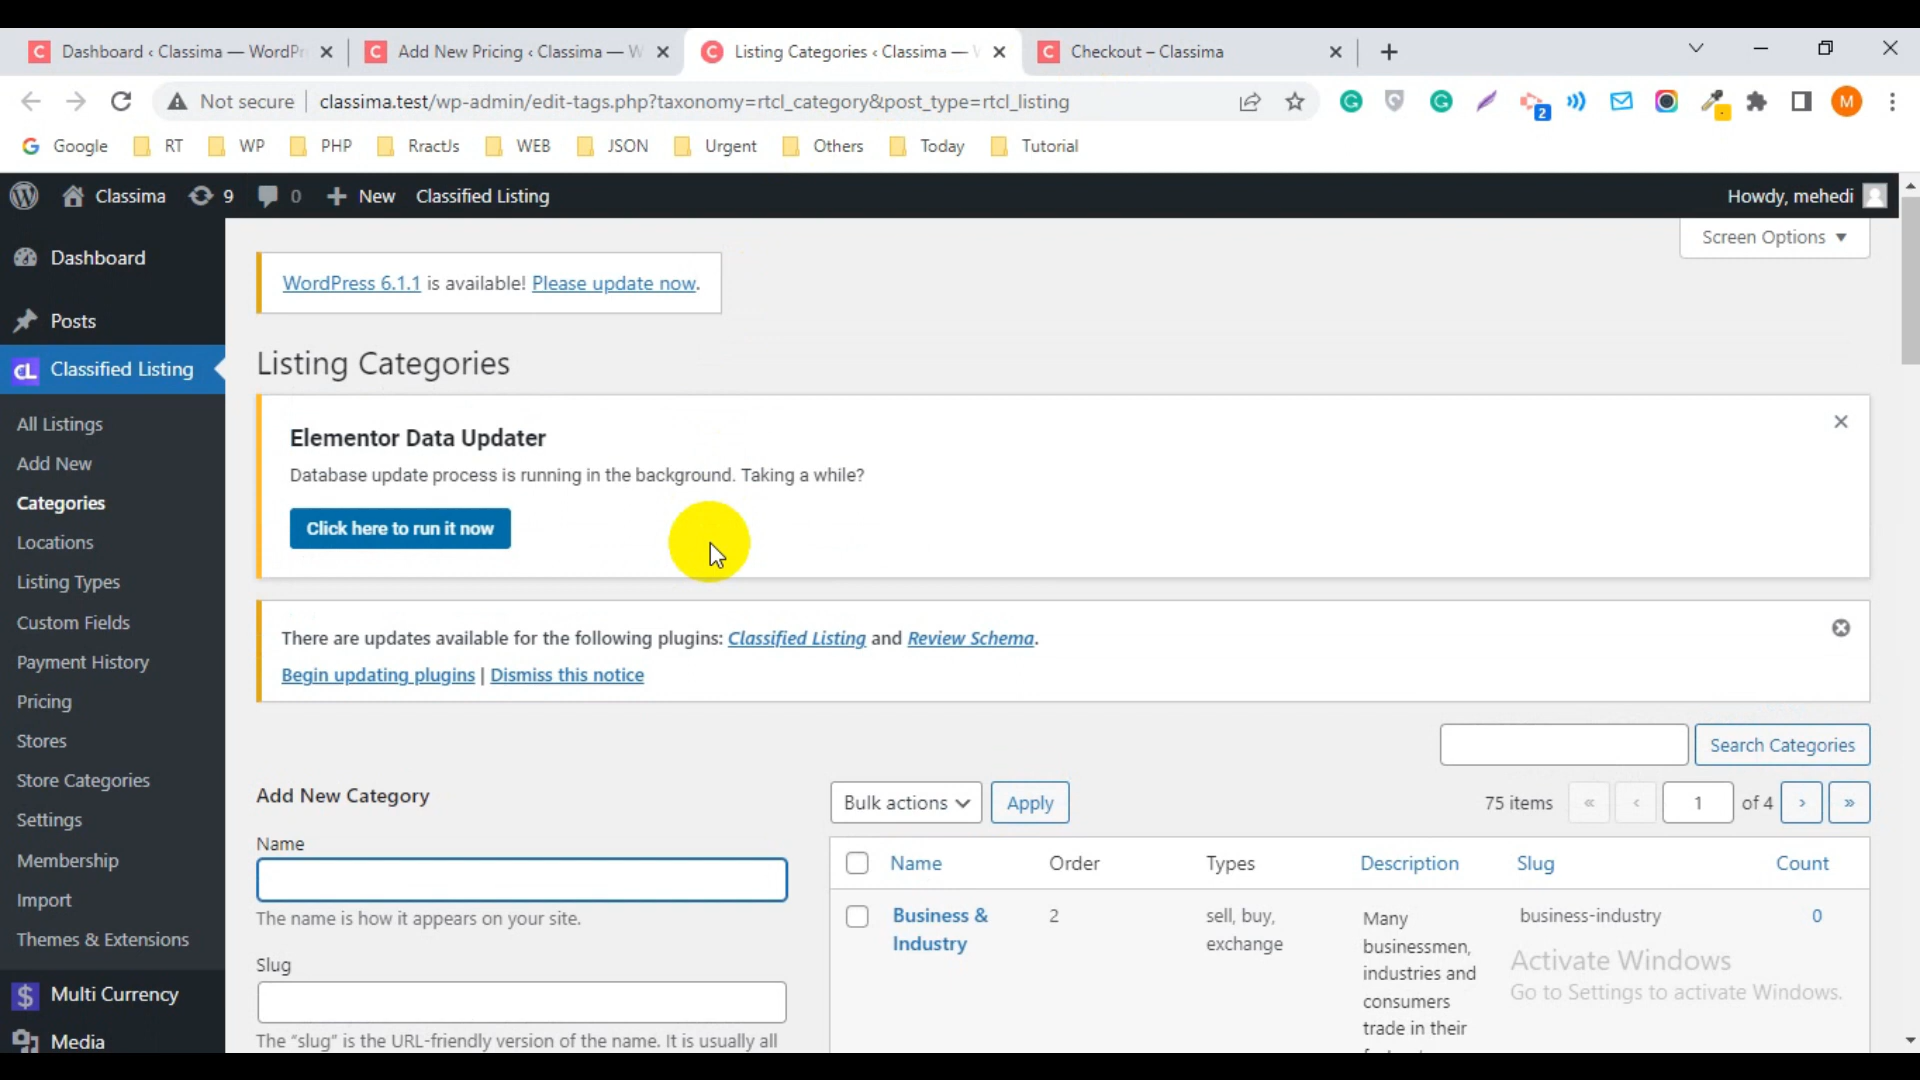 Dashboard ‹ Classima — WordPr
Add New Pricing ‹ Classima — W
Listing Categories ‹ Classima — W
Checkout – Classima
Not secure
classima.test/wp-admin/edit-tags.php?taxonomy=rtcl_category&post_type=rtcl_listing
2
M
Google
RT
WP
PHP
RractJs
WEB
JSON
Urgent
Others
Today
Tutorial
Classima
9
0
New
Classified Listing
Howdy, mehedi
Screen Options
Dashboard
Posts
CL Classified Listing
All Listings
Add New
Categories
Locations
Listing Types
Custom Fields
Payment History
Pricing
Stores
Store Categories
Settings
Membership
Import
Themes & Extensions
$ Multi Currency
Media
WordPress 6.1.1 is available! Please update now.
Listing Categories
Elementor Data Updater
Database update process is running in the background. Taking a while?
Click here to run it now
There are updates available for the following plugins: Classified Listing and Review Schema.
Begin updating plugins | Dismiss this notice
Search Categories
Add New Category
Name
The name is how it appears on your site.
Slug
The “slug” is the URL-friendly version of the name. It is usually all
Bulk actions
Apply
75 items « ‹ 1 of 4 › »
Name Order Types Description Slug Count
Business & Industry
2
sell, buy,
exchange
Many
businessmen,
industries and
consumers
trade in their
business-industry
0
Activate Windows
Go to Settings to activate Windows.